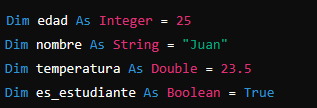 Dim edad As Integer = 25
Dim nombre As String = "Juan"
Dim temperatura As Double = 23.5
Dim es_estudiante As Boolean = True